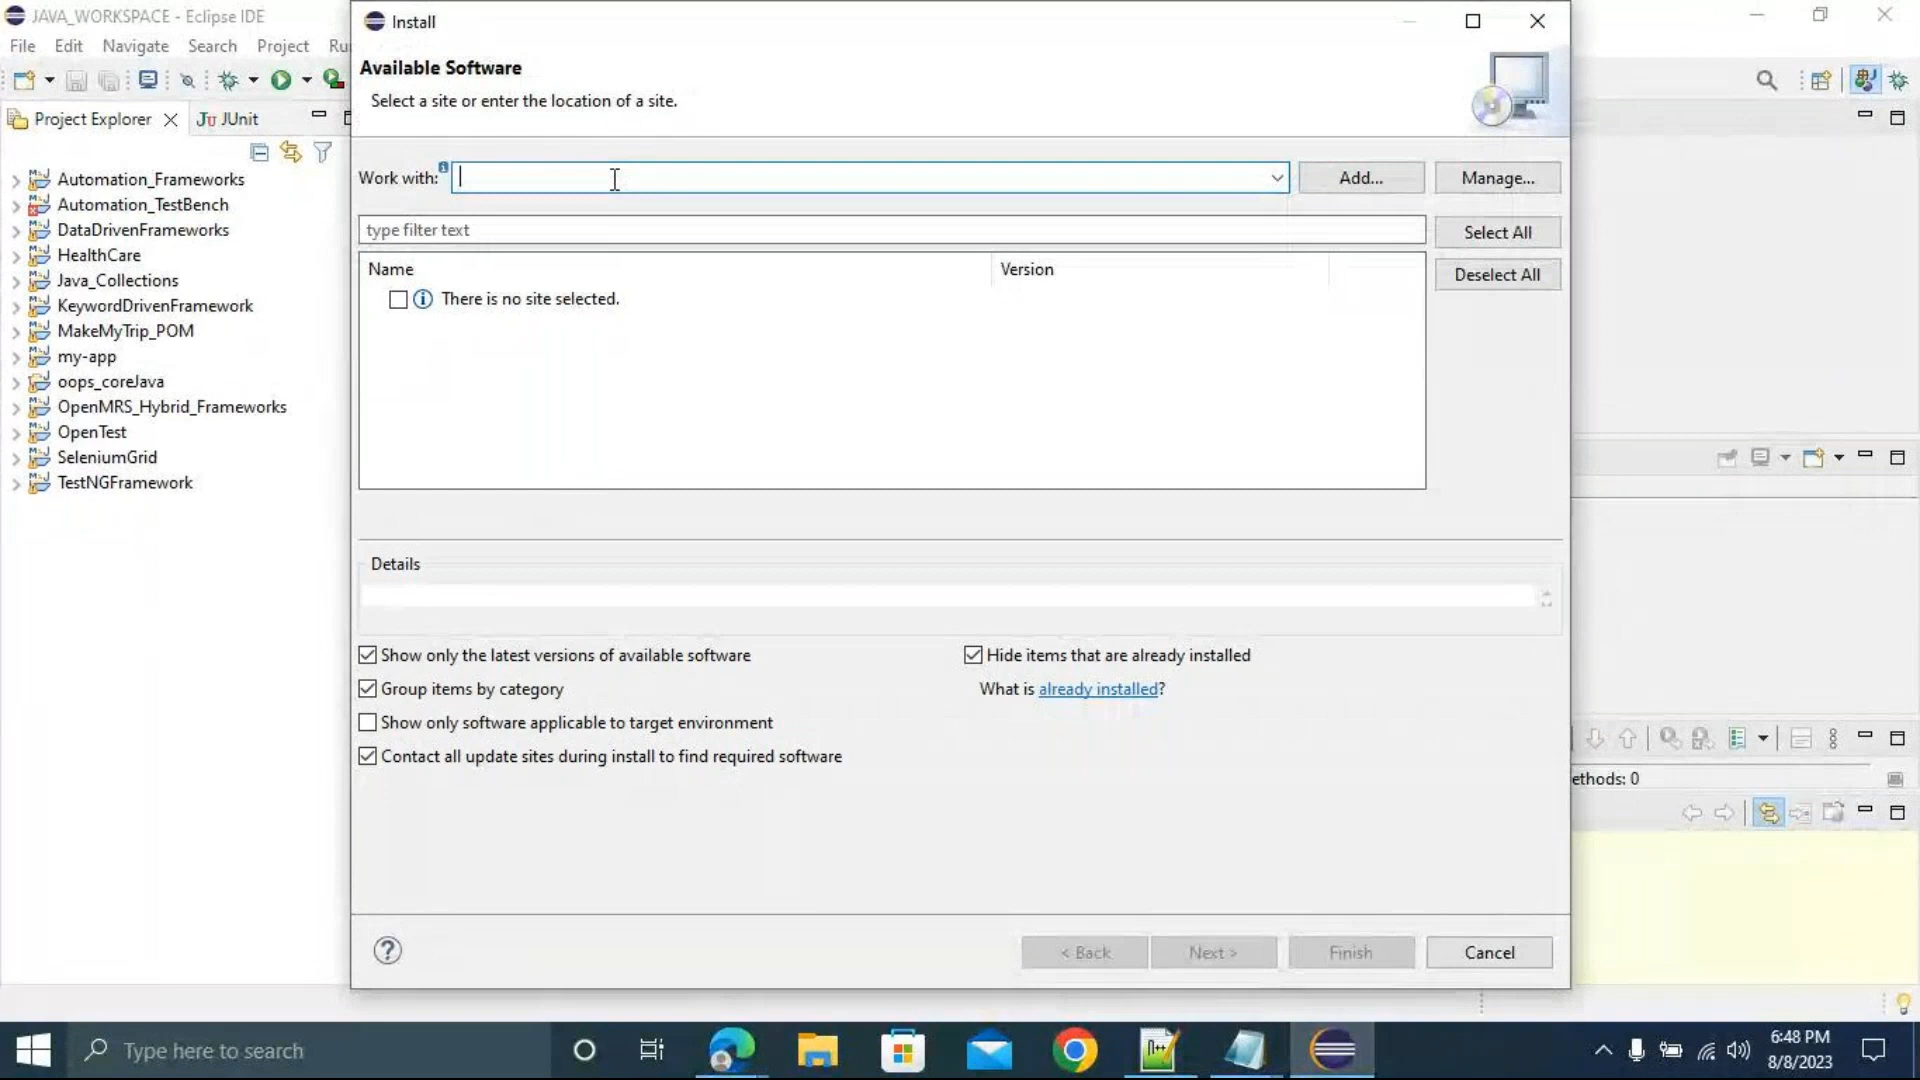 JAVA_WORKSPACE - Eclipse IDE
File Edit Navigate Search Project Ru
Project Explorer
JUnit
Automation_Frameworks
Automation_TestBench
DataDrivenFrameworks
HealthCare
Java_Collections
KeywordDrivenFramework
MakeMyTrip_POM
my-app
oops_coreJava
OpenMRS_Hybrid_Frameworks
OpenTest
SeleniumGrid
TestNGFramework
Install
Available Software
Select a site or enter the location of a site.
Work with:
Add...
Manage...
type filter text
Select All
Deselect All
Name Version
There is no site selected.
Details
Show only the latest versions of available software
Hide items that are already installed
Group items by category
What is already installed?
Show only software applicable to target environment
Contact all update sites during install to find required software
< Back
Next >
Finish
Cancel
ethods: 0
Type here to search
6:48 PM
8/8/2023